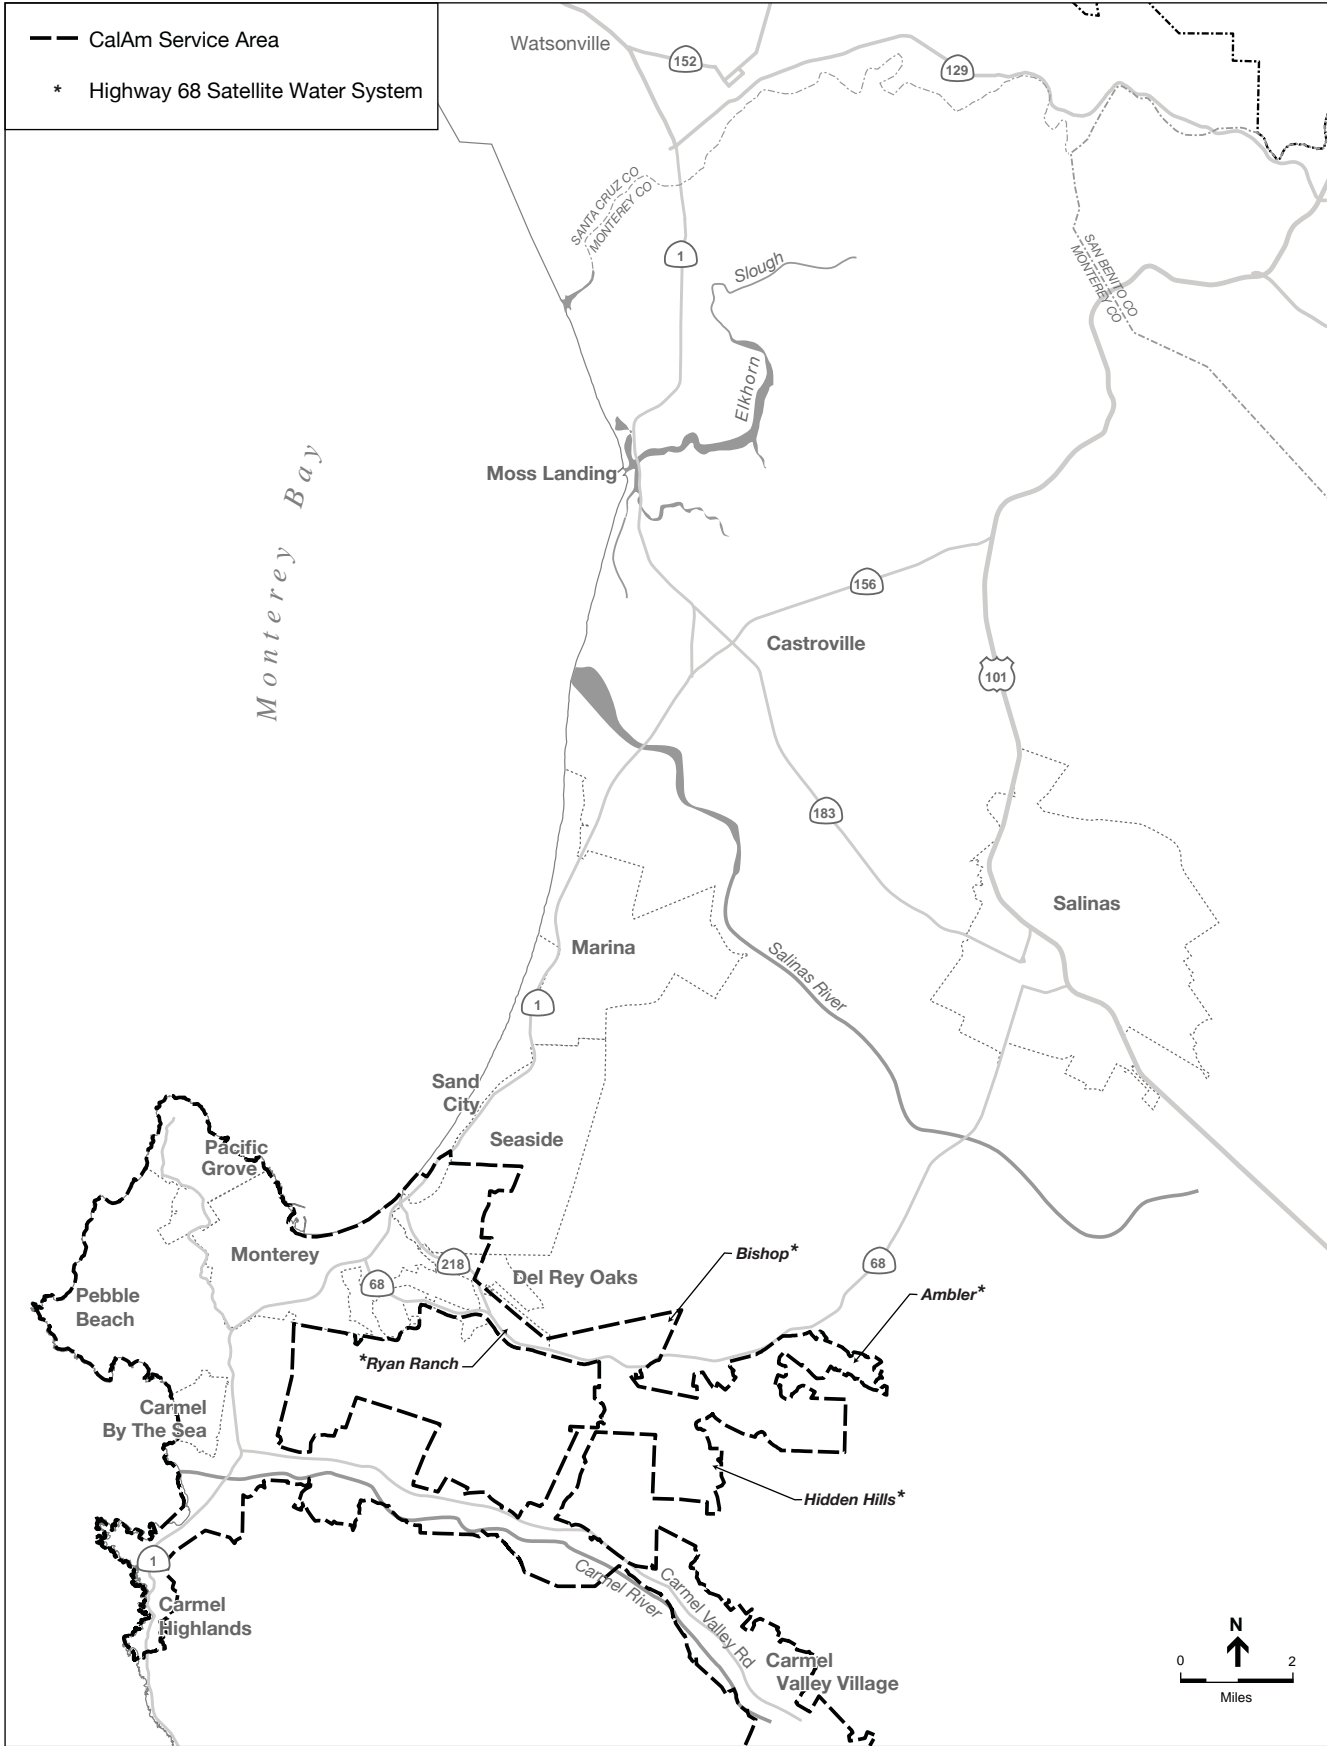 CalAm Service Area
* Highway 68 Satellite Water System
Watsonville
152
129
SANTA CRUZ CO
MONTEREY CO
1
Slough
SAN BENITO CO
MONTEREY CO
Elkhorn
Monterey Bay
Moss Landing
156
Castroville
101
183
Salinas
Marina
Salinas River
1
Sand
City
Seaside
Pacific
Grove
Monterey
218
68
Del Rey Oaks
Bishop*
68
Ambler*
Pebble
Beach
*Ryan Ranch
Carmel
By The Sea
Hidden Hills*
1
Carmel River
Carmel Valley Rd
Carmel
Highlands
Carmel
Valley Village
N
0 2
Miles